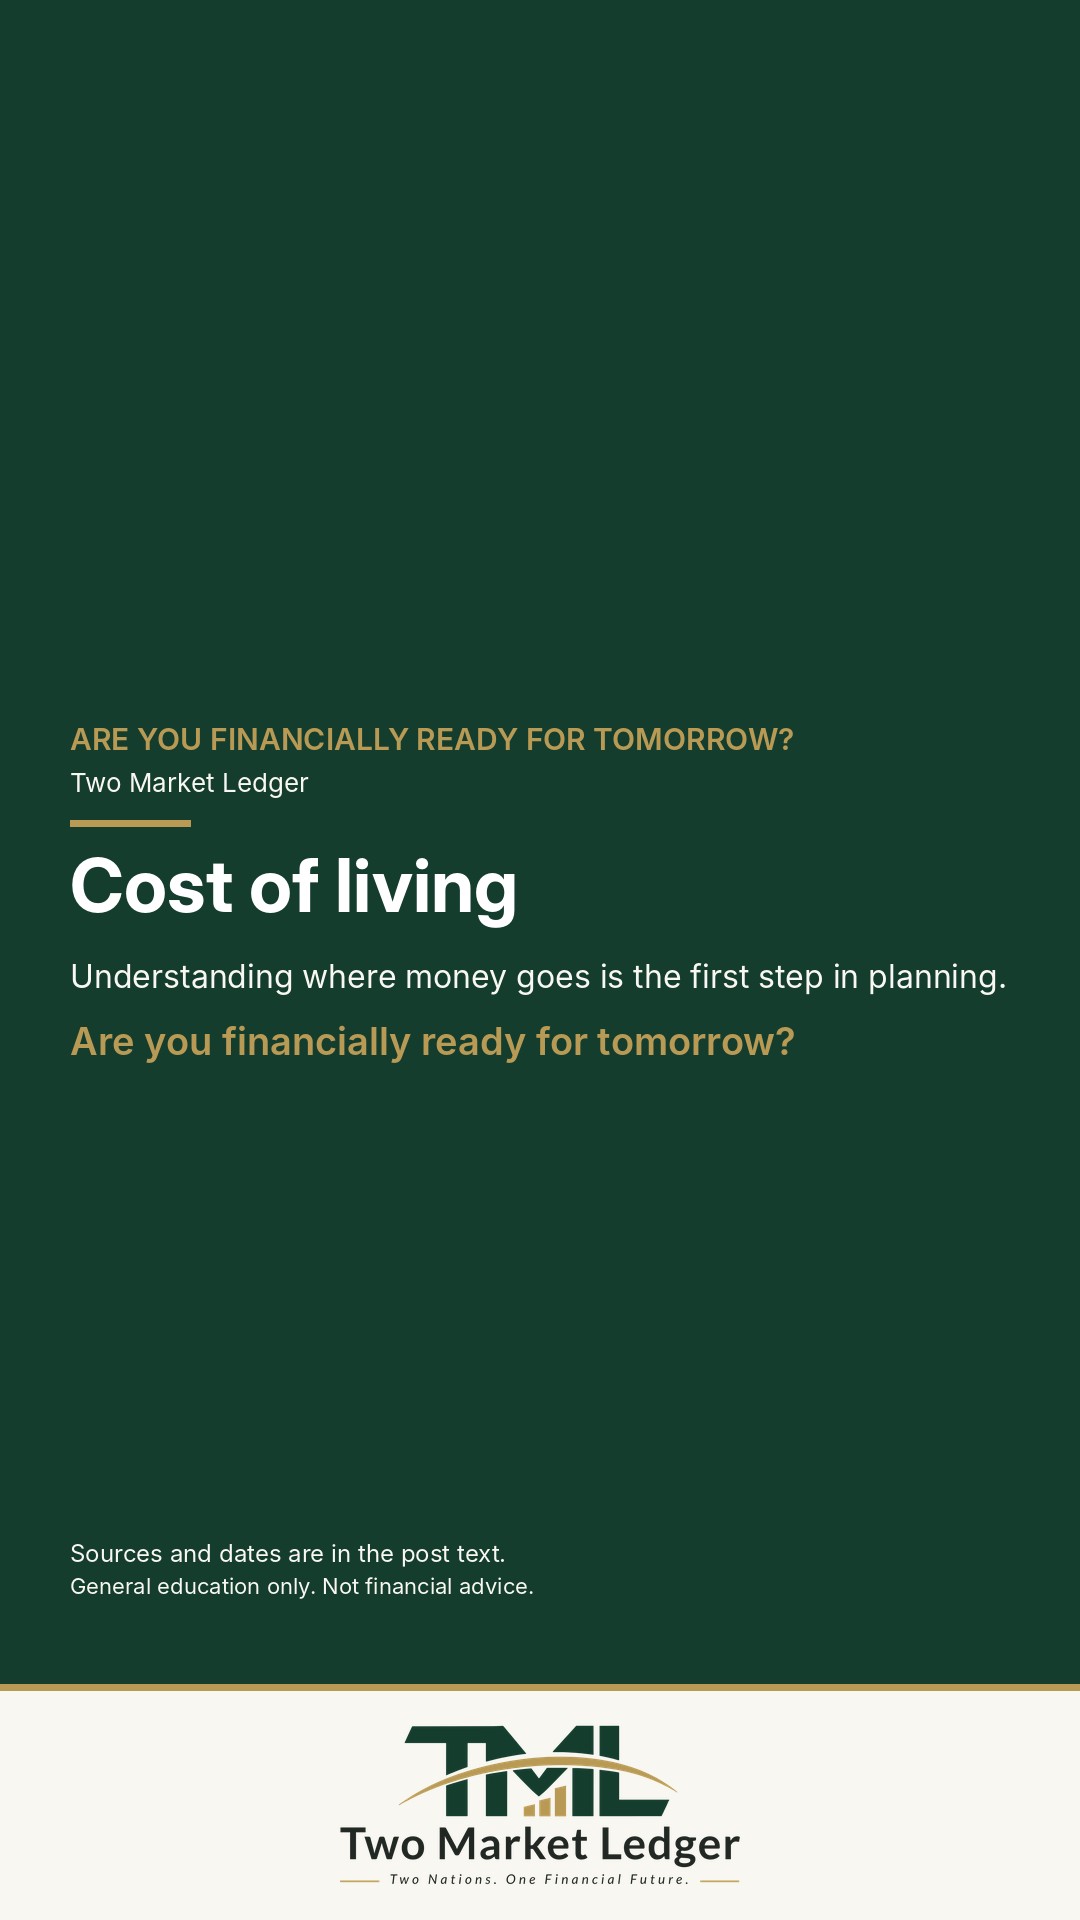 ARE YOU FINANCIALLY READY FOR TOMORROW?
Two Market Ledger
Cost of living
Understanding where money goes is the first step in planning.
Are you financially ready for tomorrow?
Sources and dates are in the post text.
General education only. Not financial advice.
TML
Two Market Ledger
Two Nations. One Financial Future.